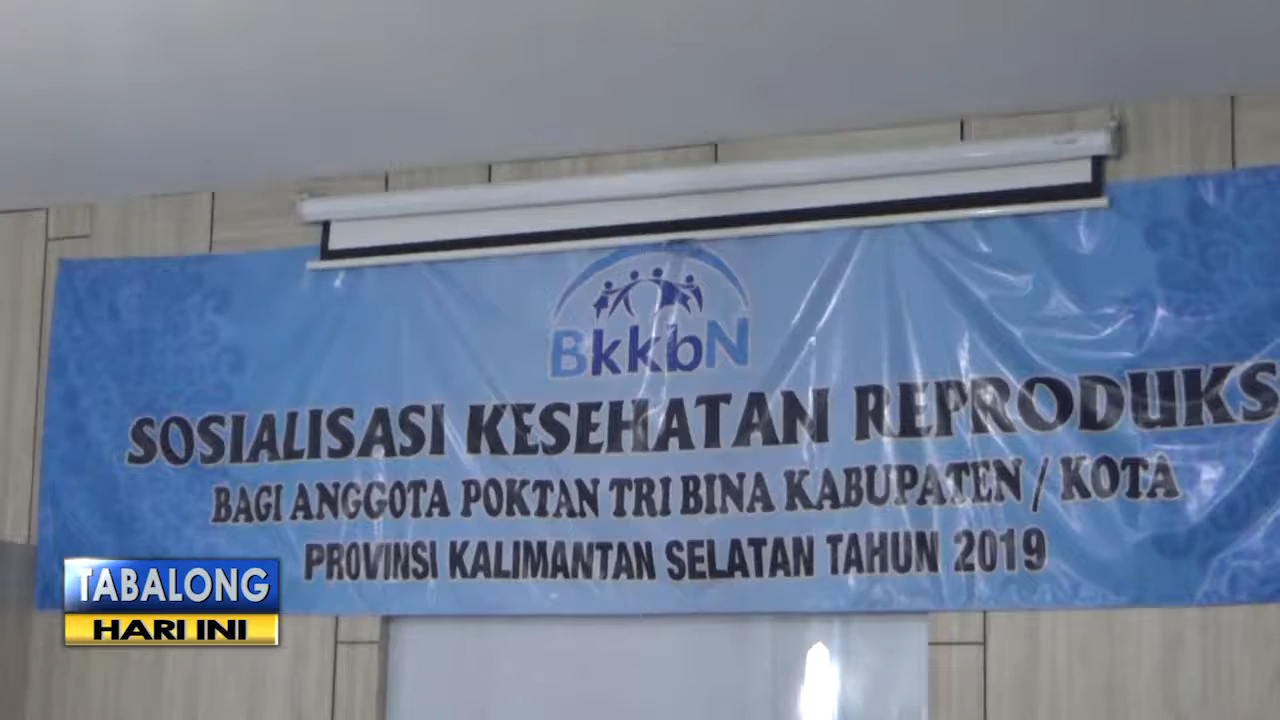 BkkbN
SOSIALISASI KESEHATAN REPRODUKS
BAGI ANGGOTA POKTAN TRI BINA KABUPATEN / KOTA
PROVINSI KALIMANTAN SELATAN TAHUN 2019
TABALONG
HARI INI